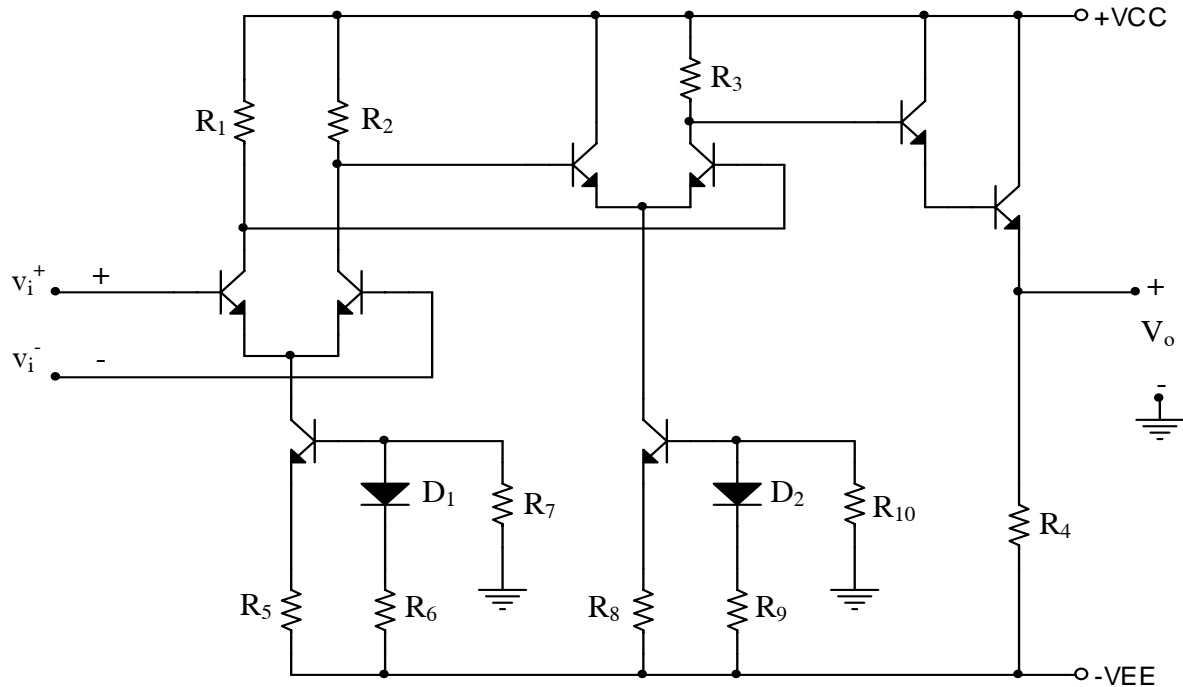 +VCC
R₃
R₁
R₂
vᵢ⁺ +
+
Vₒ
vᵢ⁻ -
-
D₁
R₇
D₂
R₁₀
R₄
R₅
R₆
R₈
R₉
-VEE